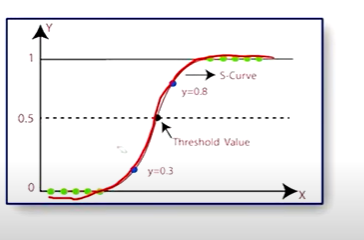 Y
1
S-Curve
y=0.8
0.5
Threshold Value
y=0.3
0
X